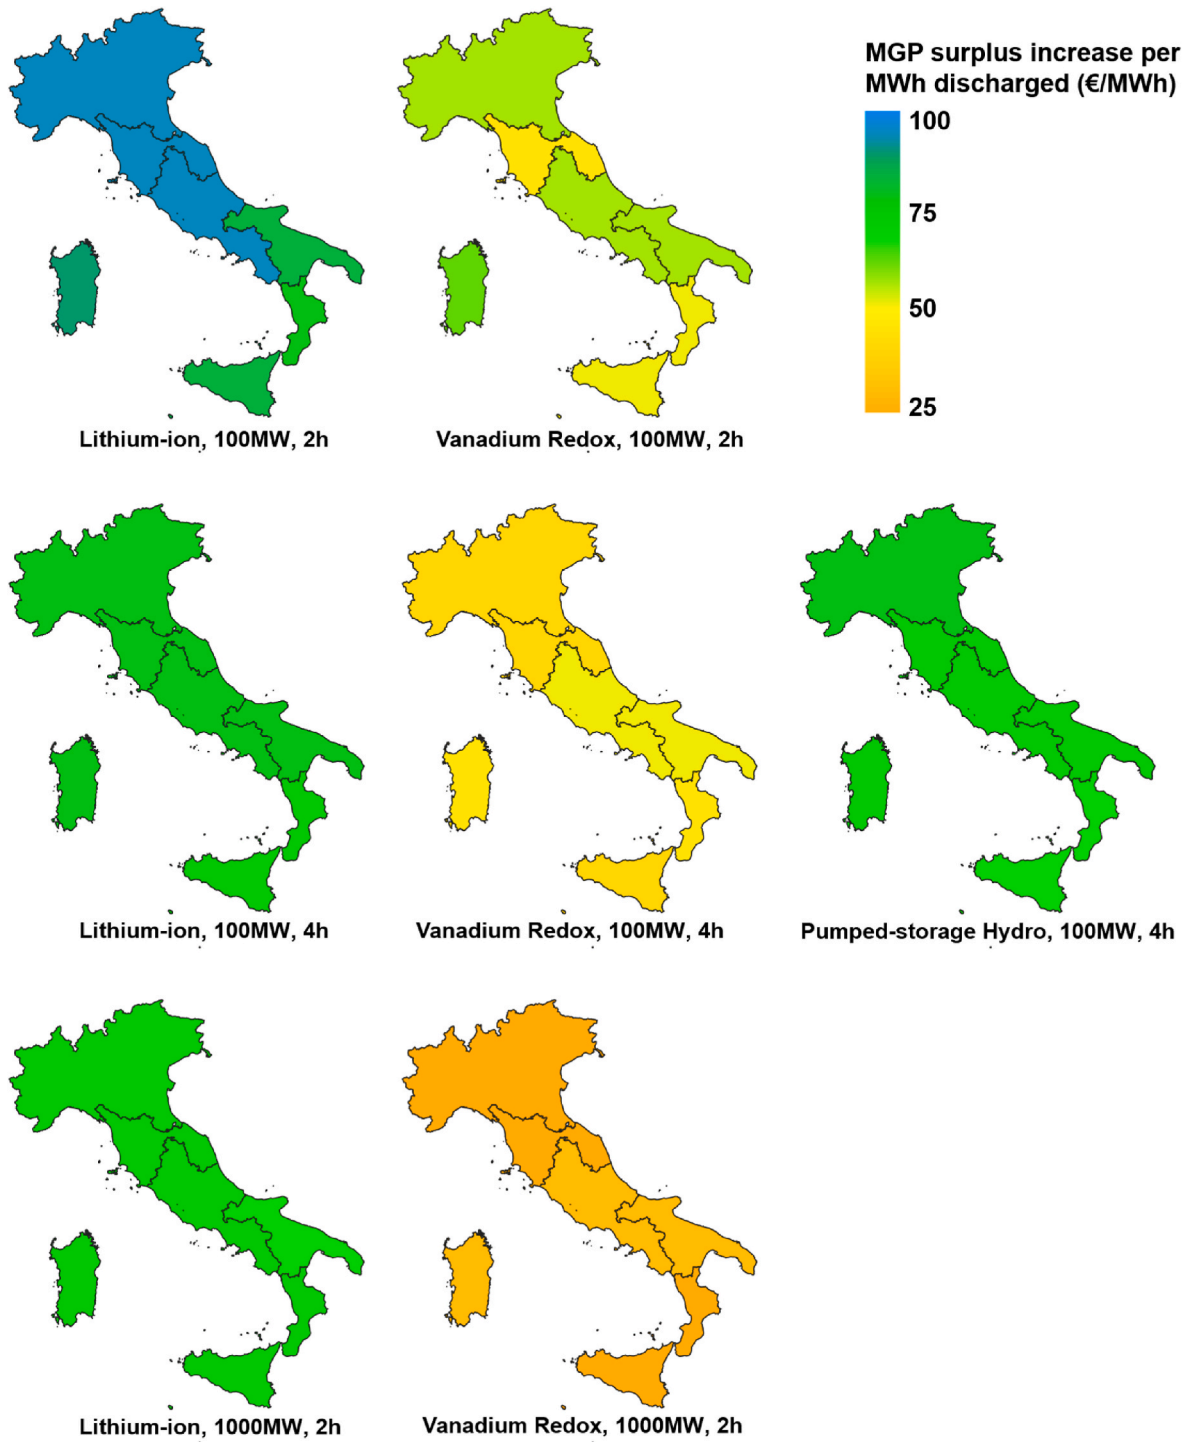 MGP surplus increase per
MWh discharged (€/MWh)
100
75
50
25
Lithium-ion, 100MW, 2h
Vanadium Redox, 100MW, 2h
Lithium-ion, 100MW, 4h
Vanadium Redox, 100MW, 4h
Pumped-storage Hydro, 100MW, 4h
Lithium-ion, 1000MW, 2h
Vanadium Redox, 1000MW, 2h